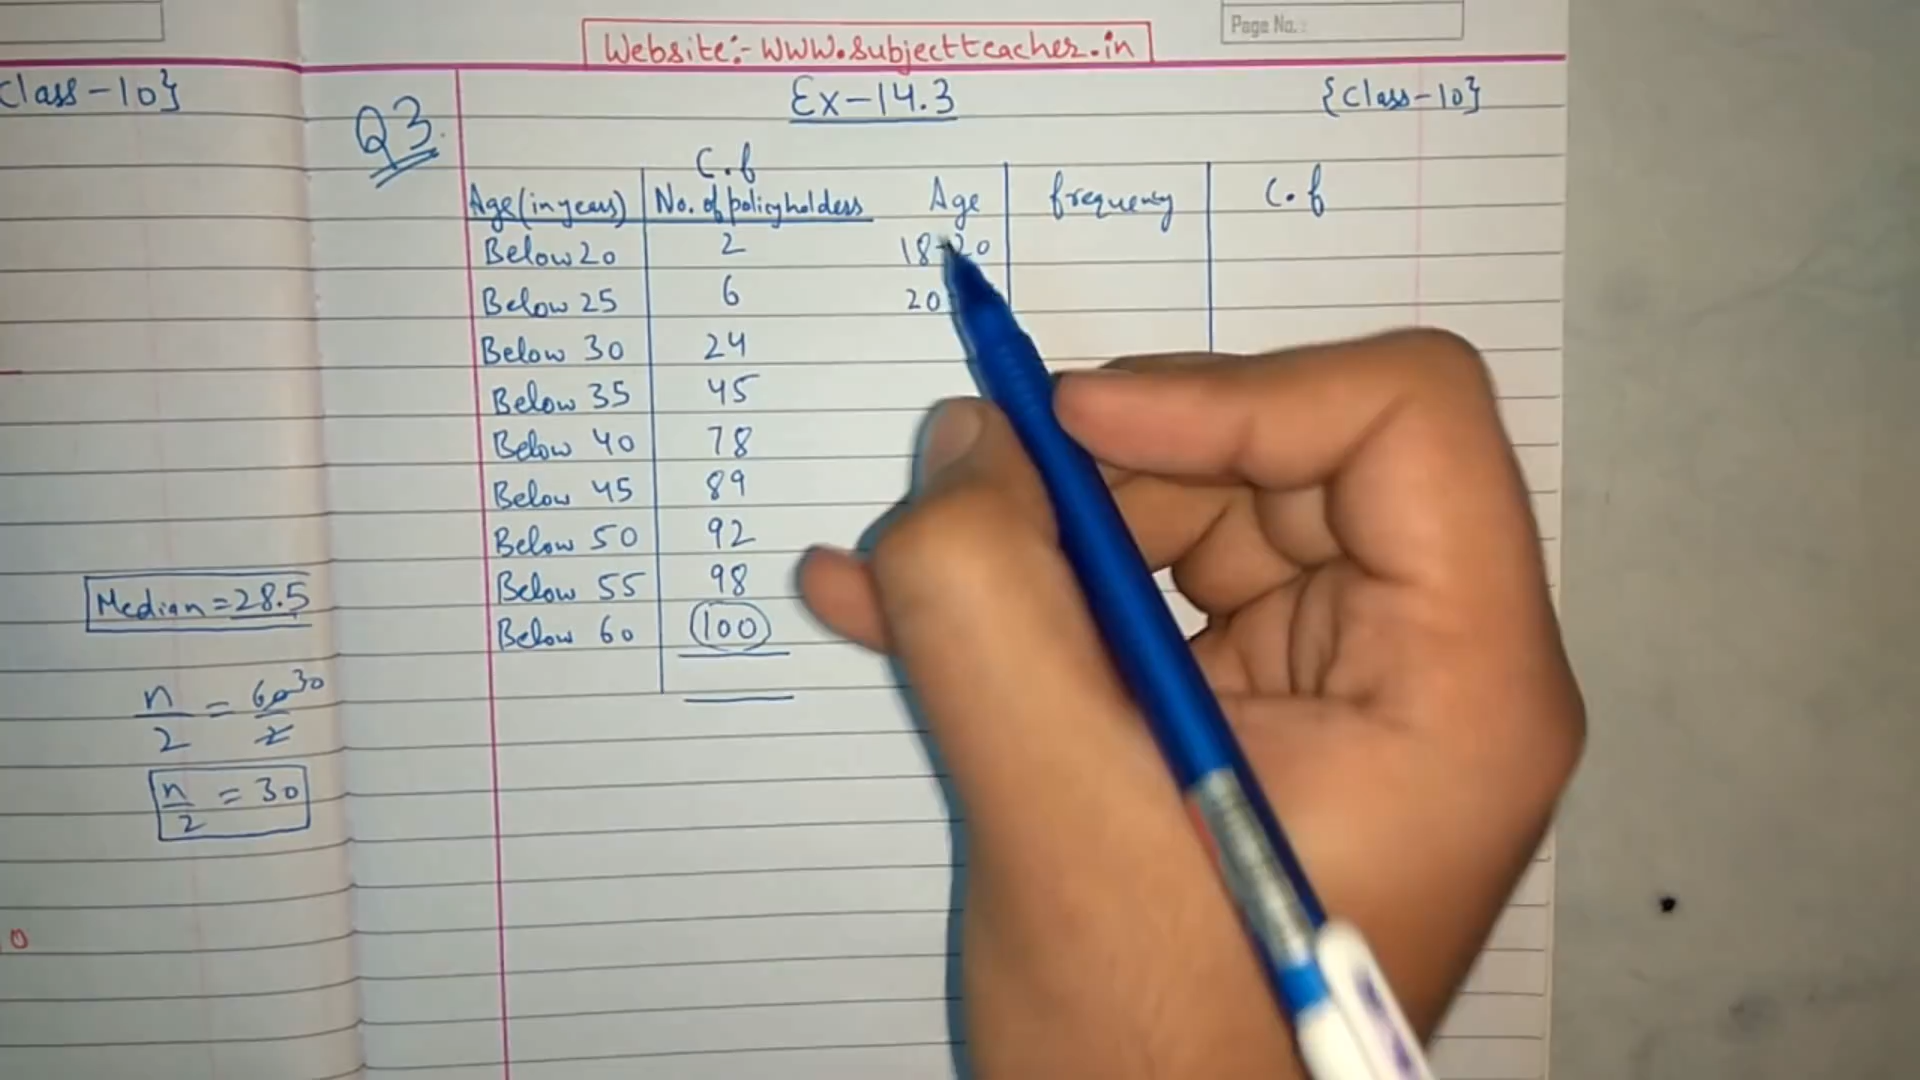 Page No. :
Website:- www.subjectteacher.in
Class-10}
Q3
Ex-14.3
{Class-10}
C.f
Age (in years) No. of policyholders Age frequency C.f
Below 20 2 18-20
Below 25 6 20
Below 30 24
Below 35 45
Below 40 78
Below 45 89
Below 50 92
Below 55 98
Below 60 100
Median = 28.5
n/2 = 60/2 30
n/2 = 30
0